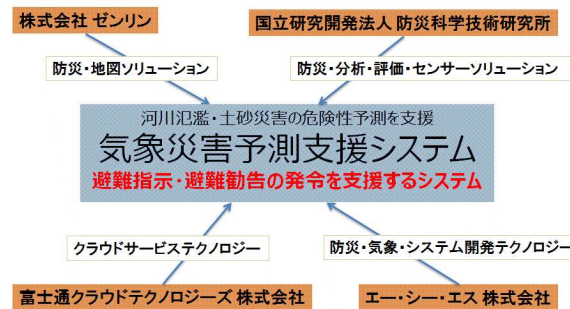 株式会社 ゼンリン
国立研究開発法人 防災科学技術研究所
防災・地図ソリューション
防災・分析・評価・センサーソリューション
河川氾濫・土砂災害の危険性予測を支援
気象災害予測支援システム
避難指示・避難勧告の発令を支援するシステム
クラウドサービステクノロジー
防災・気象・システム開発テクノロジー
富士通クラウドテクノロジーズ 株式会社
エー・シー・エス 株式会社